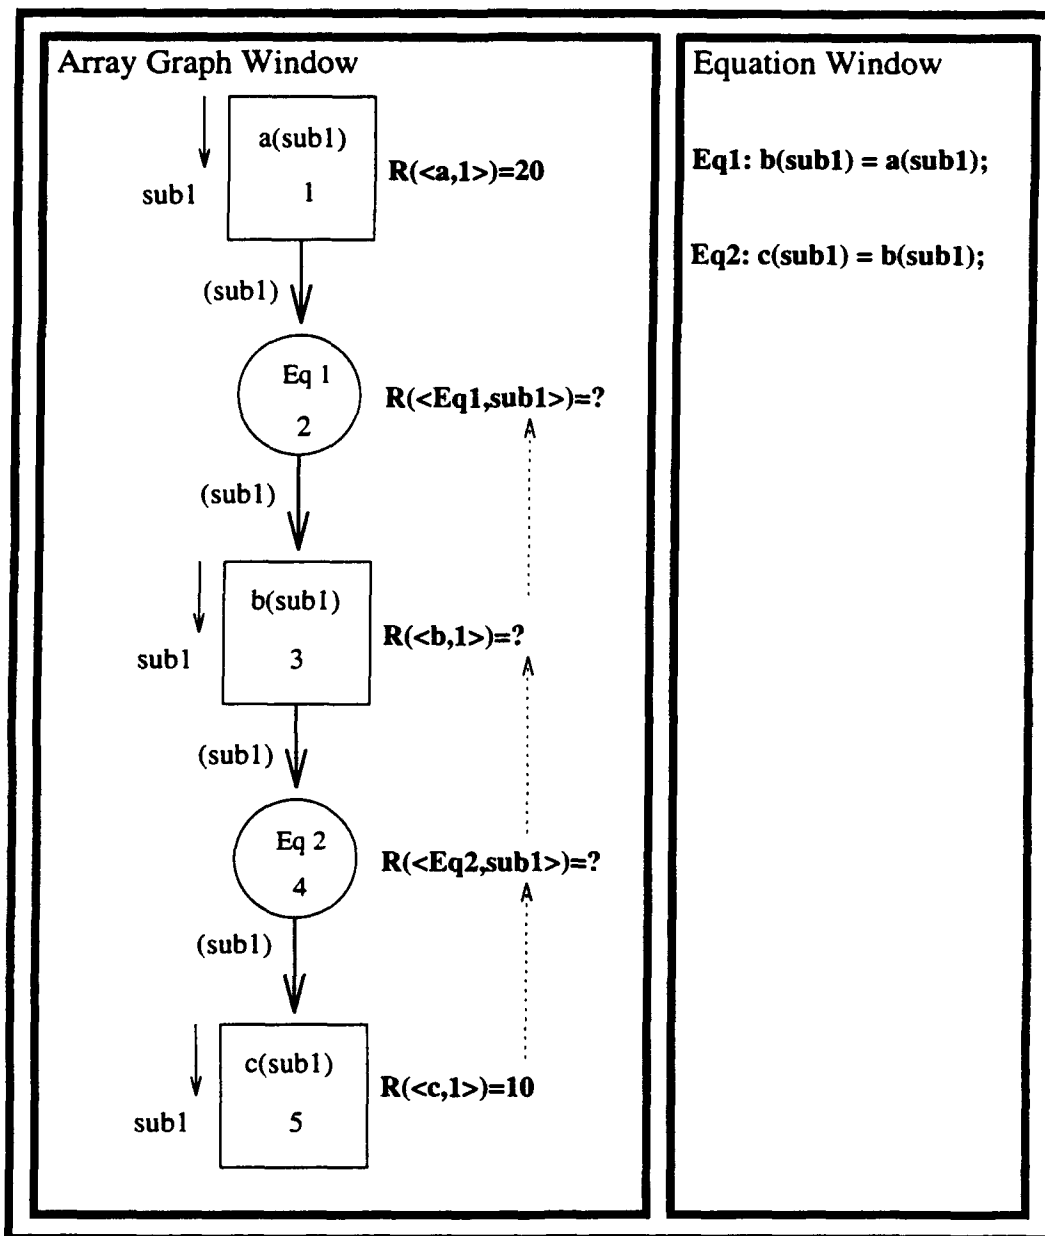 Array Graph Window
a(sub1)
1
sub1
R(<a,1>)=20
(sub1)
Eq 1
2
R(<Eq1,sub1>)=?
(sub1)
b(sub1)
3
sub1
R(<b,1>)=?
(sub1)
Eq 2
4
R(<Eq2,sub1>)=?
(sub1)
c(sub1)
5
sub1
R(<c,1>)=10
Equation Window
Eq1: b(sub1) = a(sub1);
Eq2: c(sub1) = b(sub1);